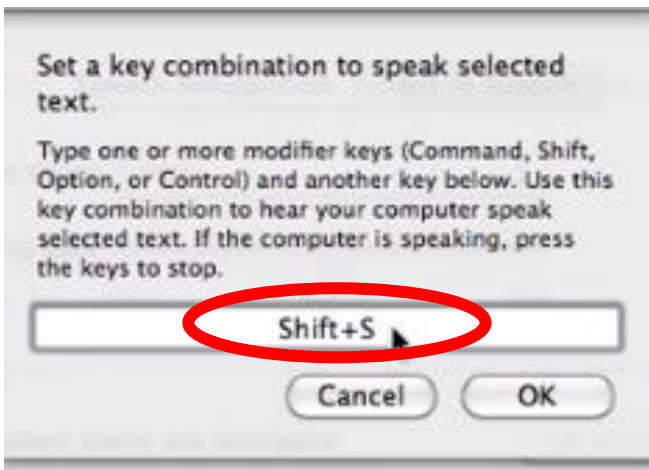 Set a key combination to speak selected
text.
Type one or more modifier keys (Command, Shift,
Option, or Control) and another key below. Use this
key combination to hear your computer speak
selected text. If the computer is speaking, press
the keys to stop.
Shift+S
Cancel OK